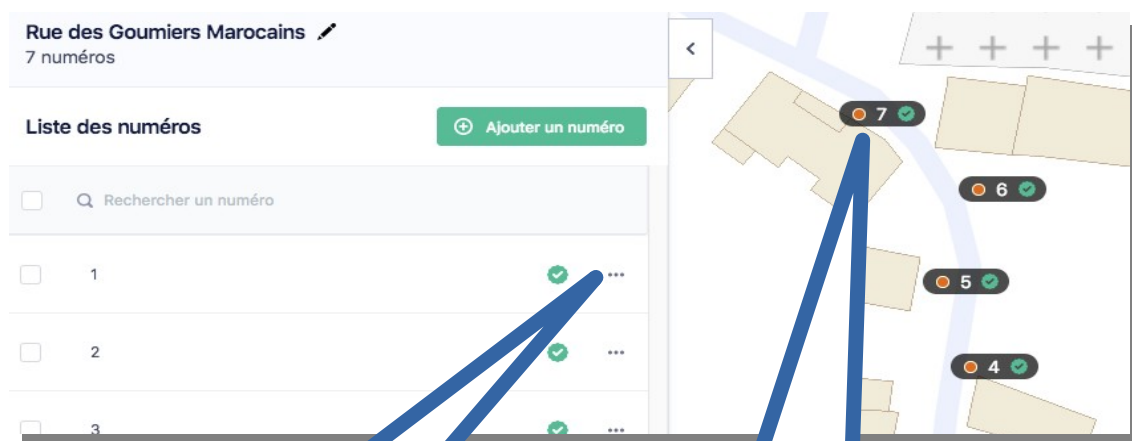 Rue des Goumiers Marocains
7 numéros
Liste des numéros
Ajouter un numéro
Rechercher un numéro
1
2
3
7
6
5
4